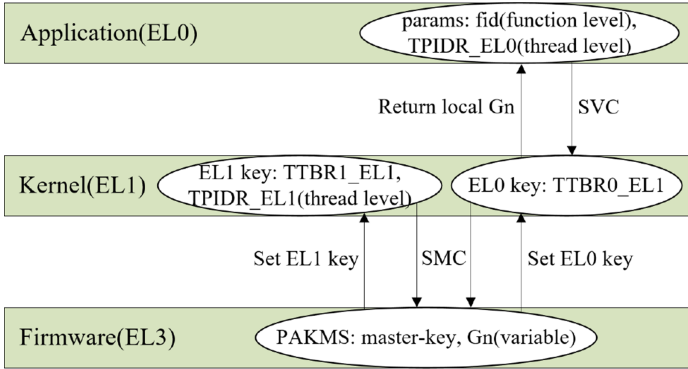 Application(EL0)
params: fid(function level),
TPIDR_EL0(thread level)
Return local Gn
SVC
Kernel(EL1)
EL1 key: TTBR1_EL1,
TPIDR_EL1(thread level)
EL0 key: TTBR0_EL1
Set EL1 key
SMC
Set EL0 key
Firmware(EL3)
PAKMS: master-key, Gn(variable)